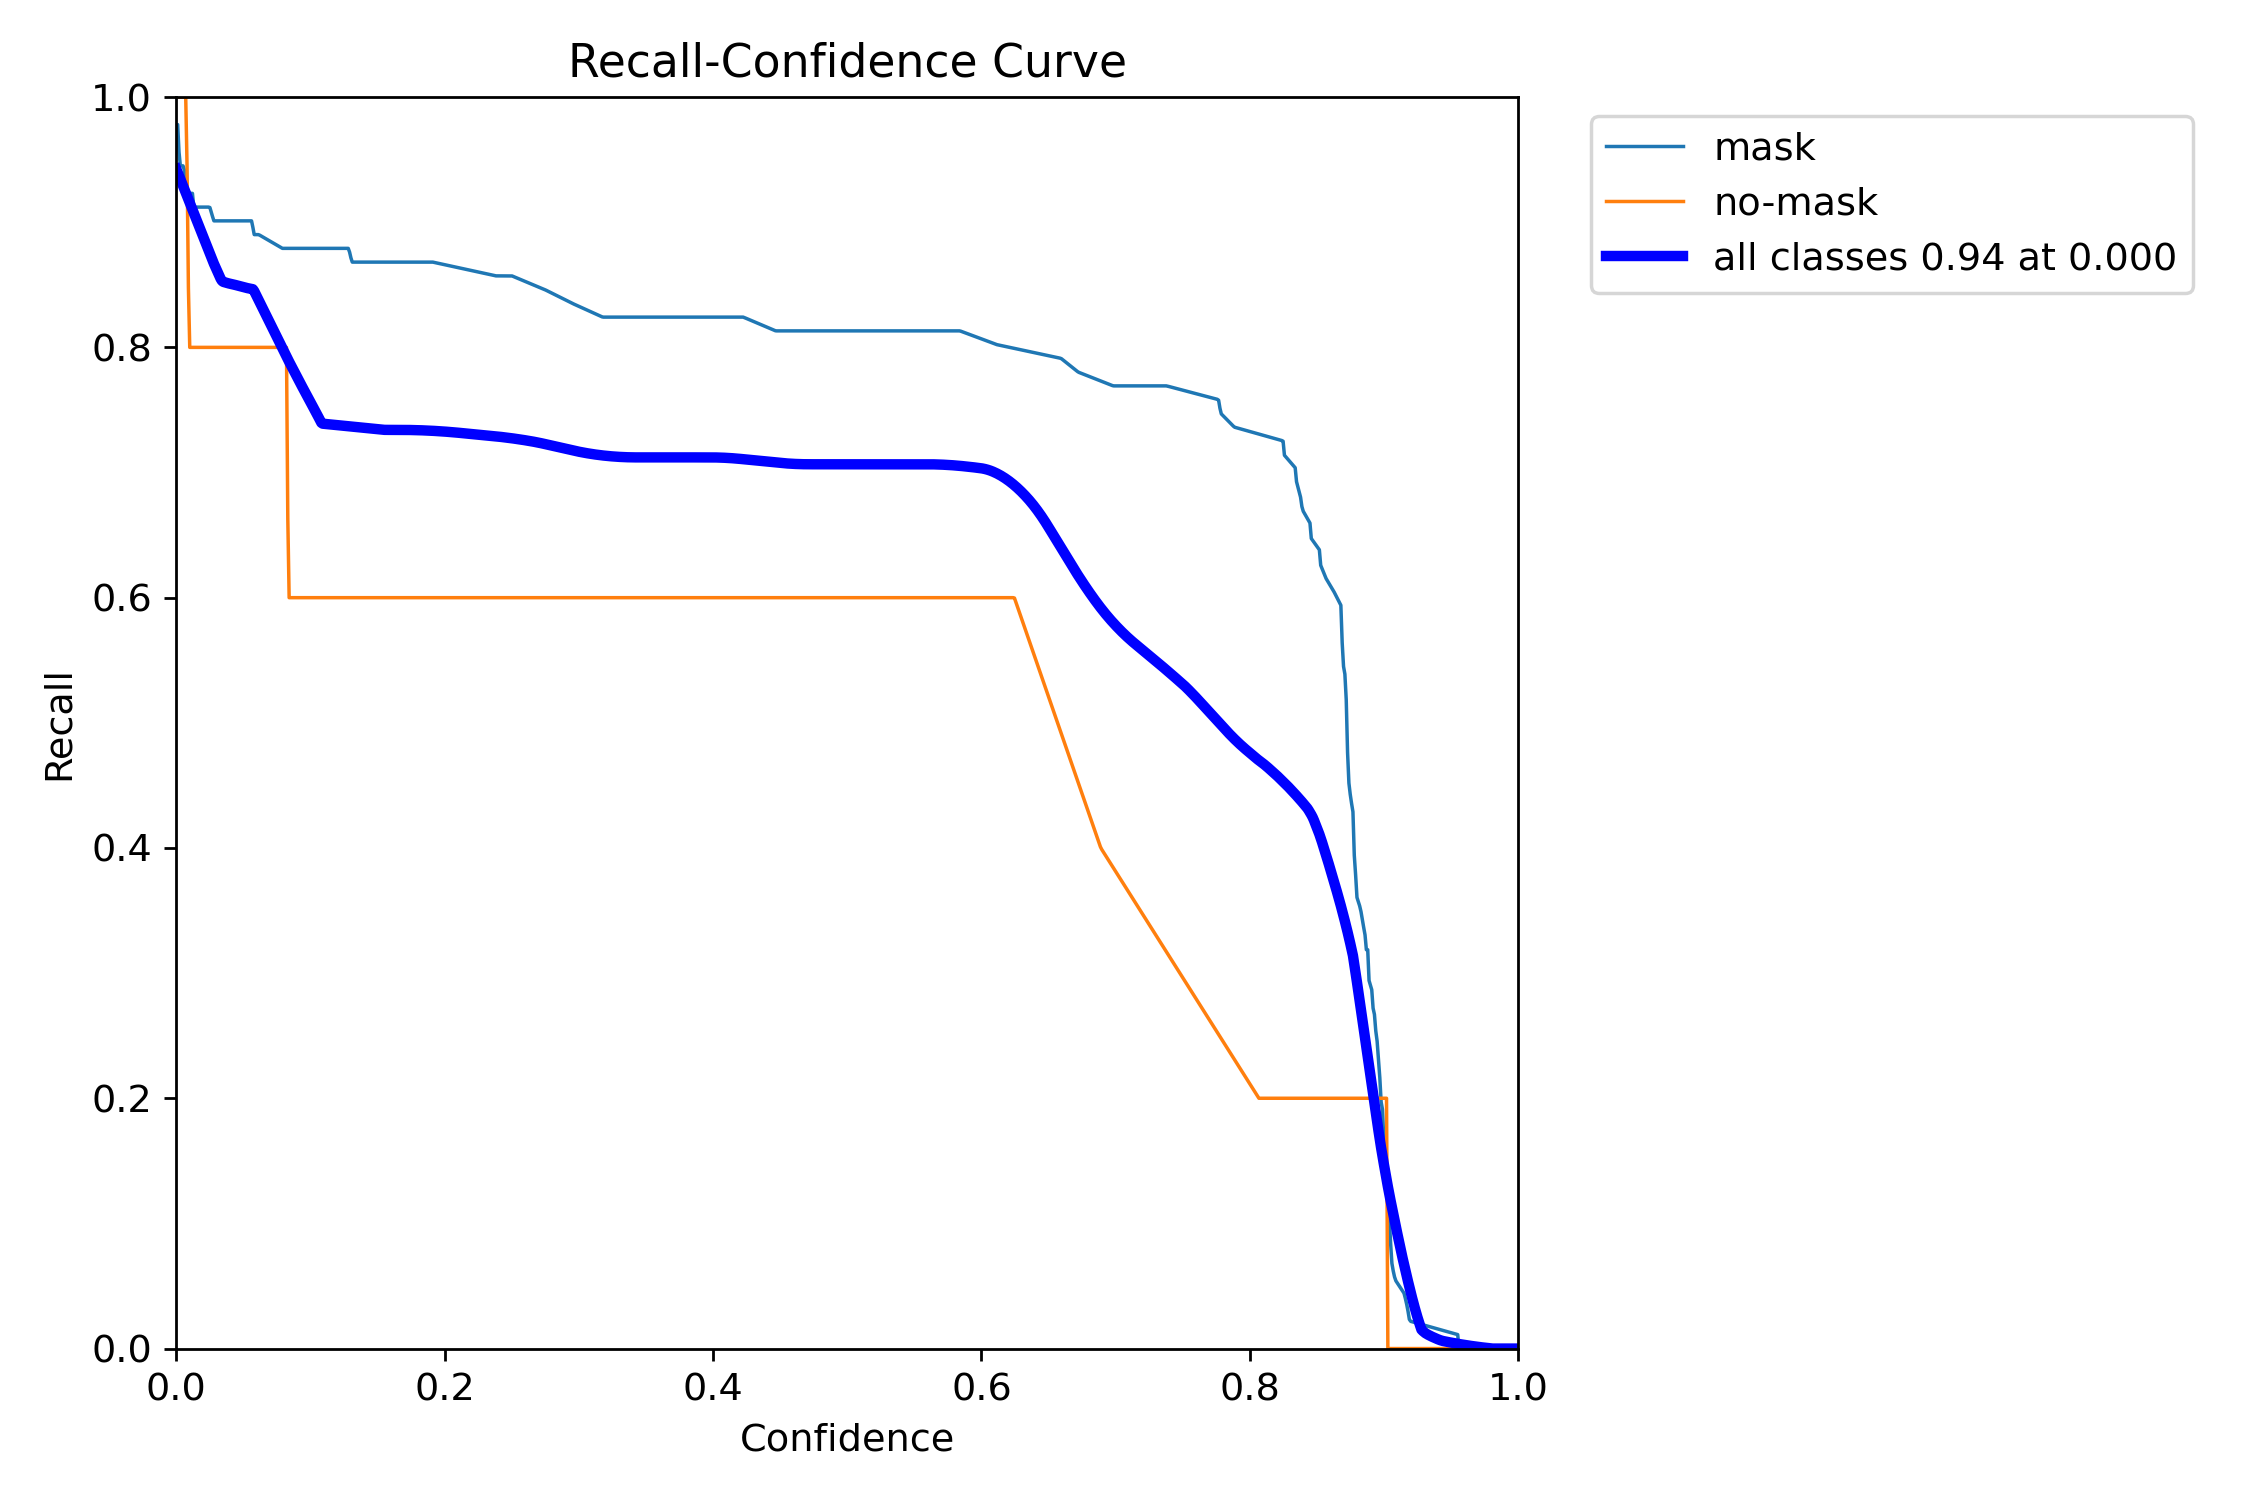 Recall-Confidence Curve
1.0
0.8
0.6
0.4
0.2
0.0
Recall
0.0 0.2 0.4 0.6 0.8 1.0
Confidence
mask
no-mask
all classes 0.94 at 0.000